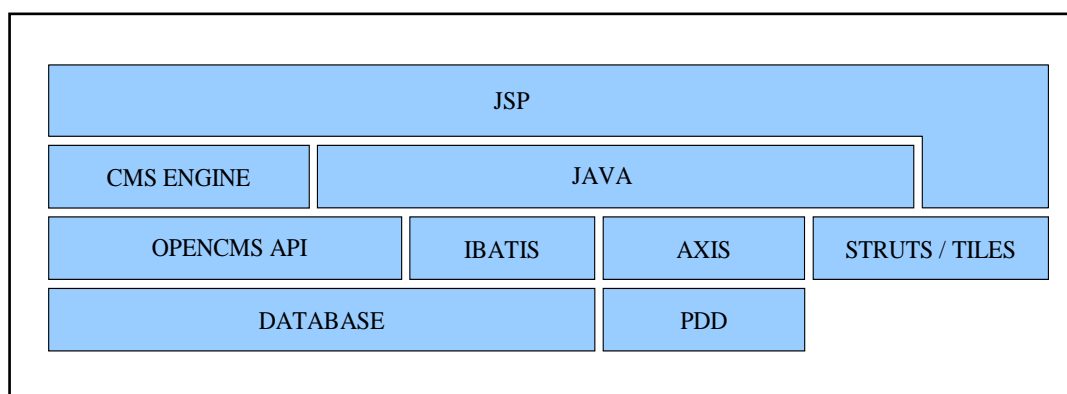 JSP
CMS ENGINE
JAVA
OPENCMS API
IBATIS
AXIS
STRUTS / TILES
DATABASE
PDD